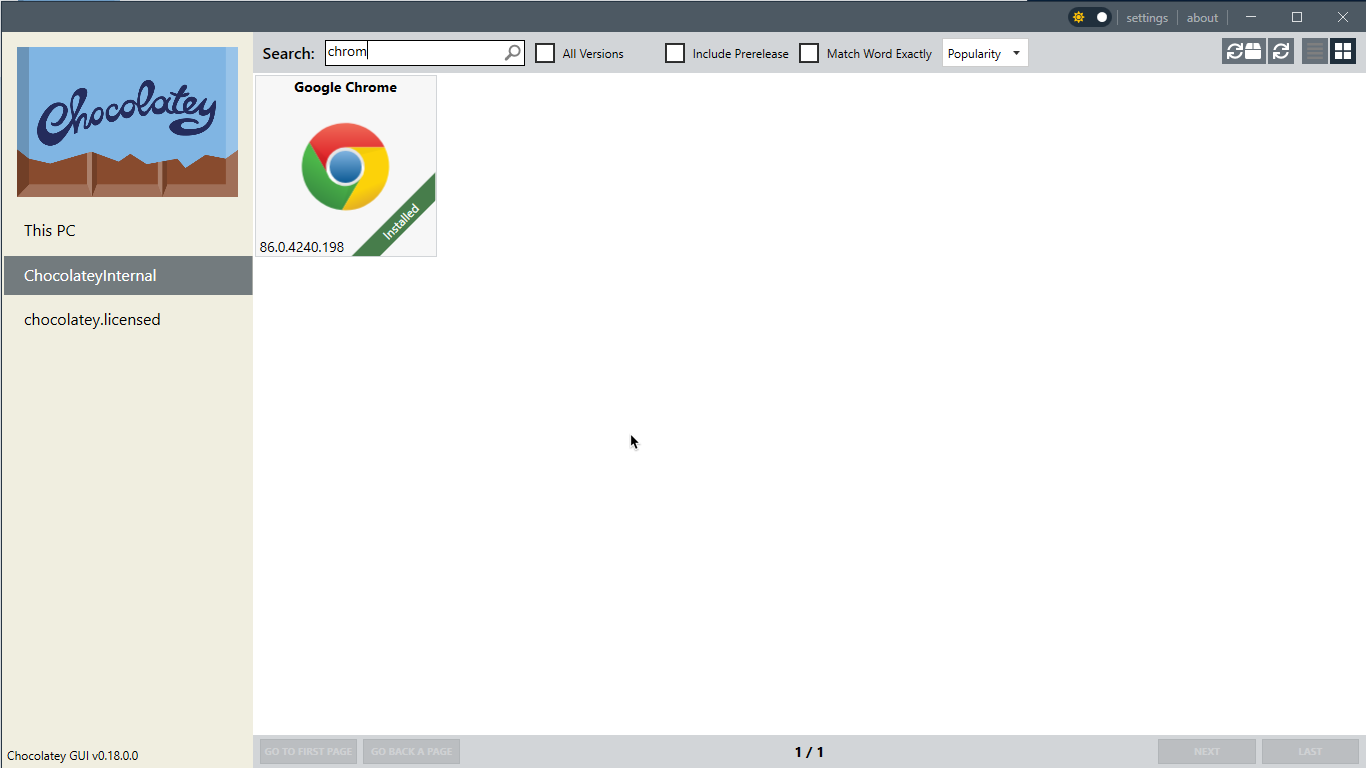 settings
about
Chocolatey
Search: chrom All Versions Include Prerelease Match Word Exactly Popularity
This PC
ChocolateyInternal
chocolatey.licensed
Google Chrome
Installed
86.0.4240.198
Chocolatey GUI v0.18.0.0
GO TO FIRST PAGE GO BACK A PAGE 1 / 1 NEXT LAST